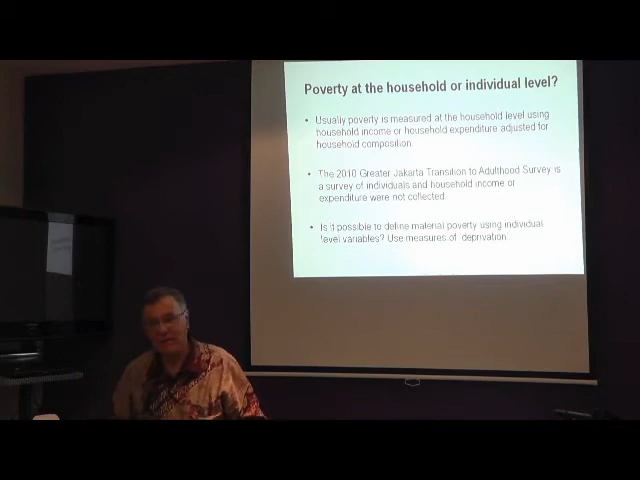 Poverty at the household or individual level?
• Usually poverty is measured at the household level using
household income or household expenditure adjusted for
household composition.
• The 2010 Greater Jakarta Transition to Adulthood Survey is
a survey of individuals and household income or
expenditure were not collected.
• Is it possible to define material poverty using individual
level variables? Use measures of 'deprivation'